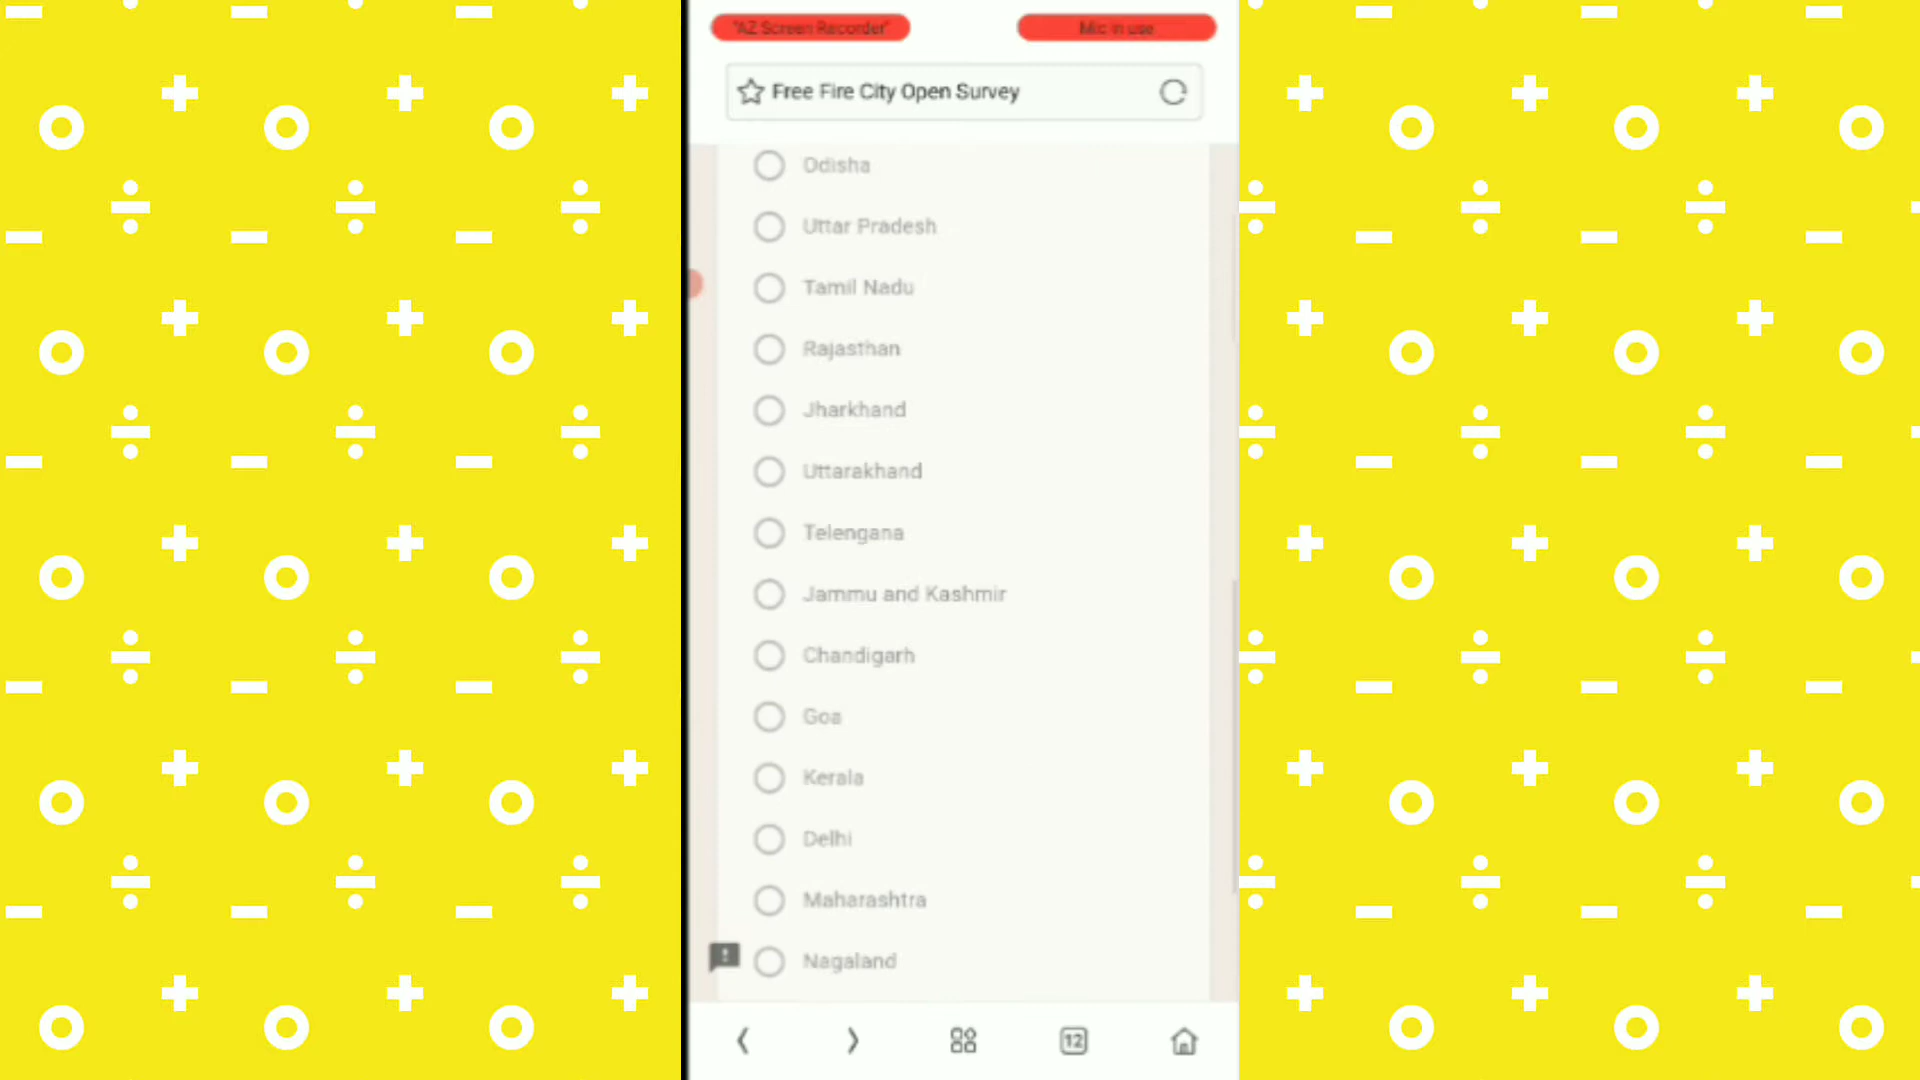 "AZ Screen Recorder"
Mic in use
Free Fire City Open Survey
Odisha
Uttar Pradesh
Tamil Nadu
Rajasthan
Jharkhand
Uttarakhand
Telengana
Jammu and Kashmir
Chandigarh
Goa
Kerala
Delhi
Maharashtra
Nagaland
12